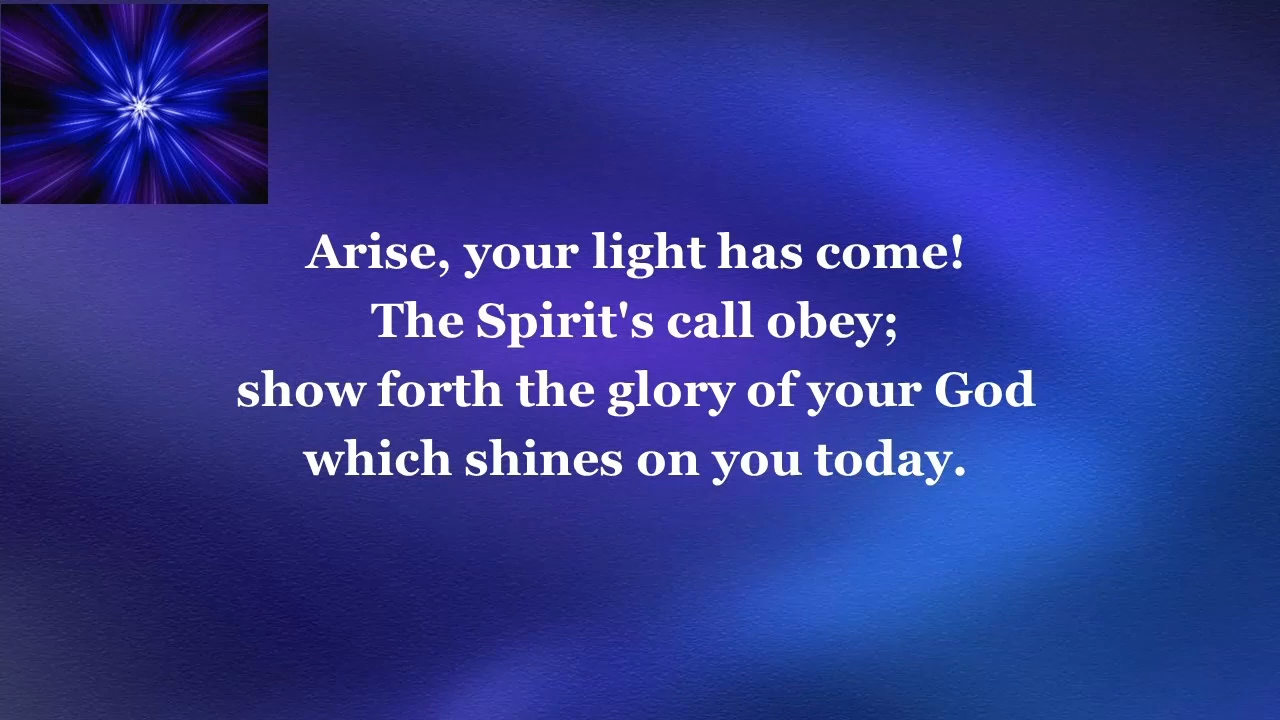 Arise, your light has come!
The Spirit's call obey;
show forth the glory of your God
which shines on you today.